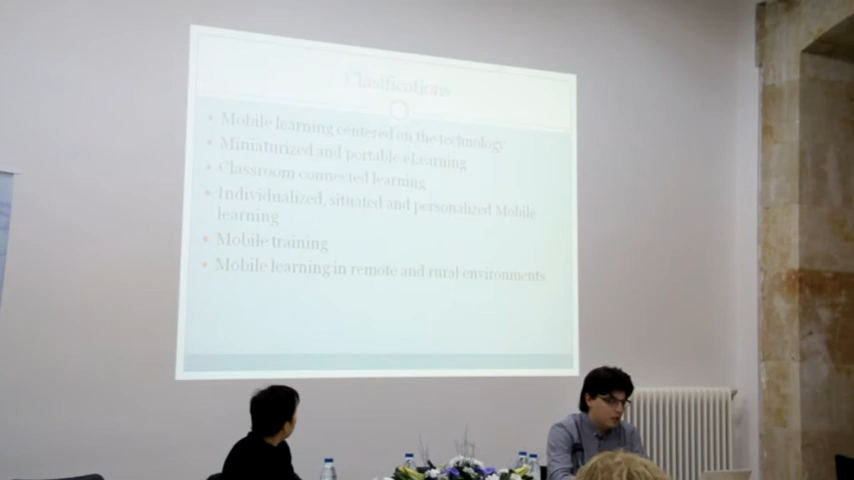 Clasifications
Mobile learning centered on the technology
Miniaturized and portable eLearning
Classroom connected learning
Individualized, situated and personalized Mobile
learning
Mobile training
Mobile learning in remote and rural environments